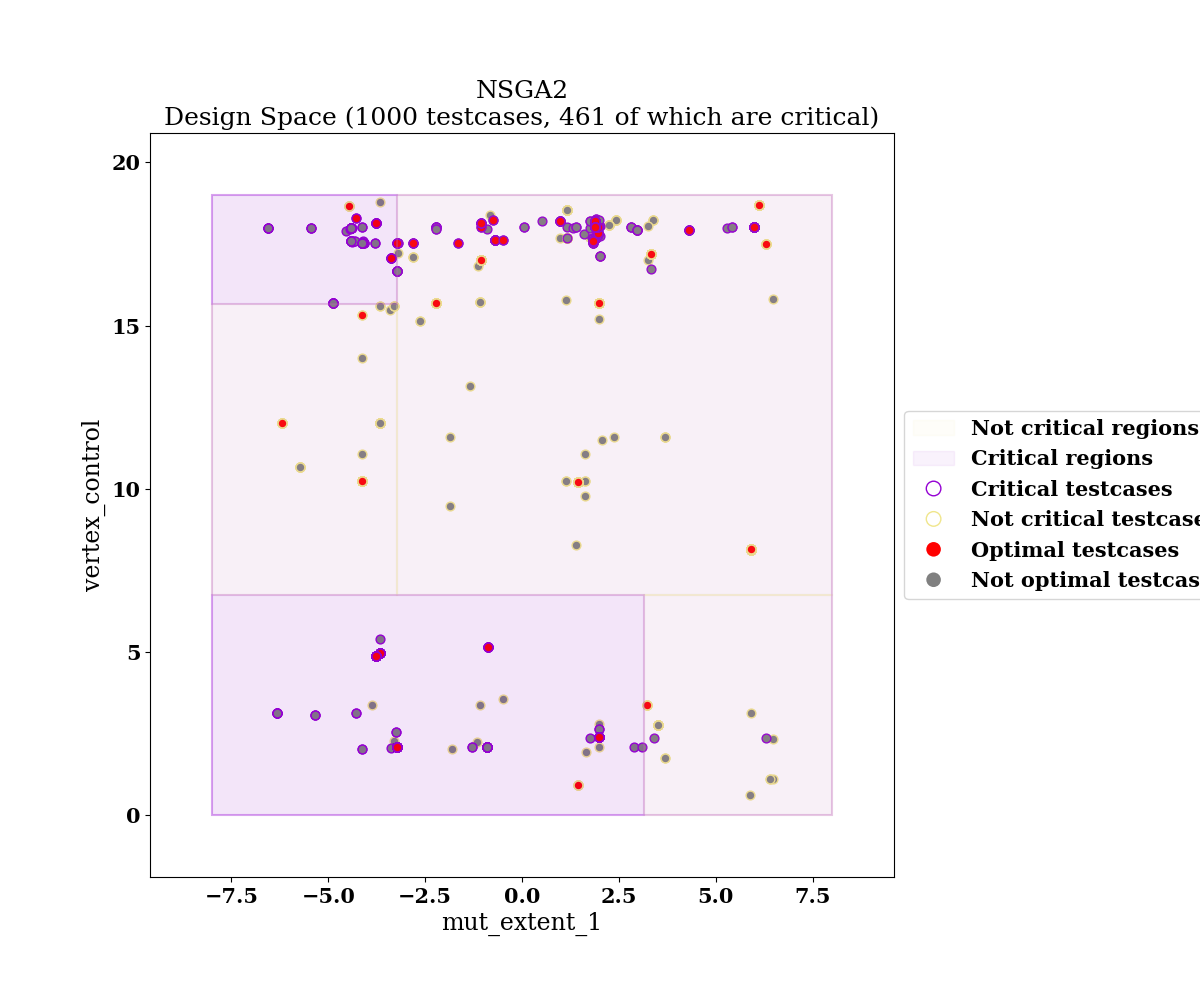 NSGA2
Design Space (1000 testcases, 461 of which are critical)
20
15
10
5
0
vertex_control
−7.5 −5.0 −2.5 0.0 2.5 5.0 7.5
mut_extent_1
Not critical regions
Critical regions
Critical testcases
Not critical testcase
Optimal testcases
Not optimal testcas